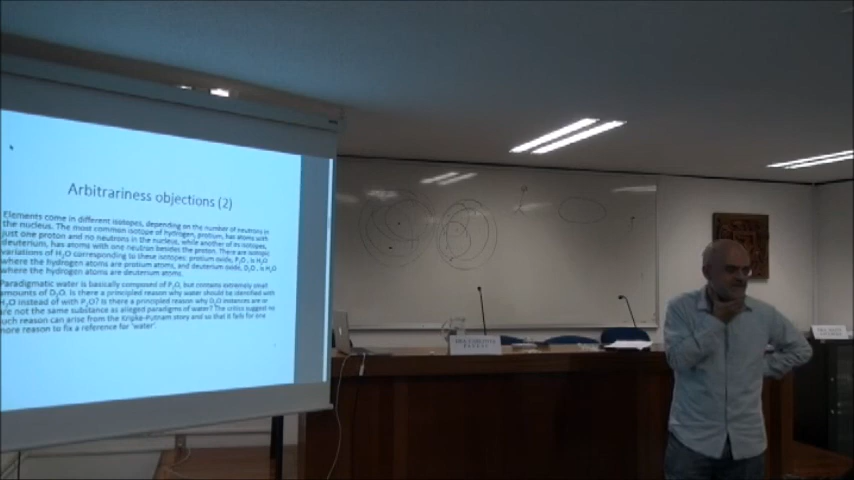 Arbitrariness objections (2)
Elements come in different isotopes, depending on the number of neutrons in
the nucleus. The most common isotope of hydrogen, protium, has atoms with
just one proton and no neutrons in the nucleus, while another of its isotopes,
deuterium, has atoms with one neutron besides the proton. There are isotopic
variations of H₂O corresponding to these isotopes: protium oxide, P₂O, is H₂O
where the hydrogen atoms are protium atoms, and deuterium oxide, D₂O, is H₂O
where the hydrogen atoms are deuterium atoms.
Paradigmatic water is basically composed of P₂O, but contains extremely small
amounts of D₂O. Is there a principled reason why water should be identified with
H₂O instead of with P₂O? Is there a principled reason why D₂O instances are or
are not the same substance as alleged paradigms of water? The critics suggest no
such reason can arise from the Kripke-Putnam story and so that it fails for one
more reason to fix a reference for 'water'.